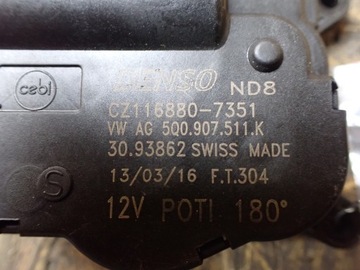 cebi
DENSO ND8
CZ116880-7351
VW AG 5Q0.907.511.K
30.93862 SWISS MADE
13/03/16 F.T.304
S
12V POTI 180°